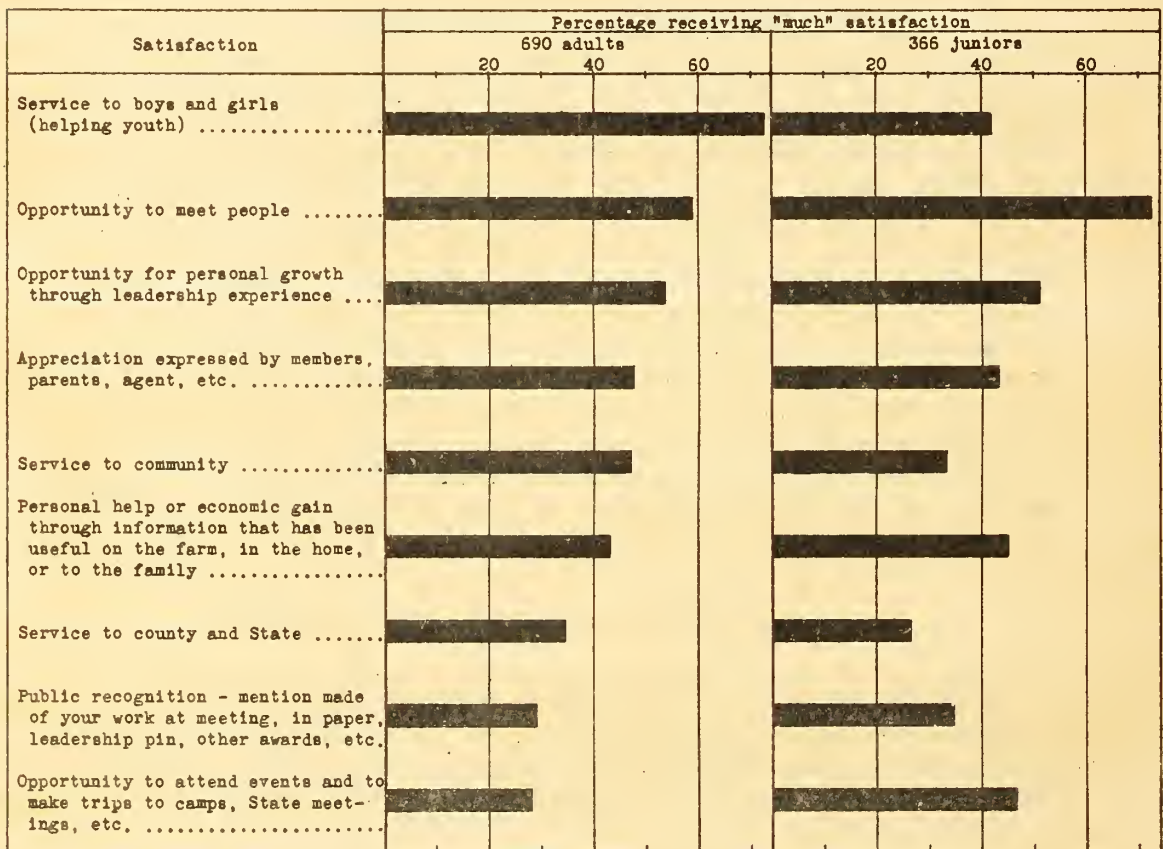 Percentage receiving "much" satisfaction
Satisfaction
690 adults
366 juniors
20 40 60 20 40 60
Service to boys and girls
(helping youth) ..................
Opportunity to meet people ........
Opportunity for personal growth
through leadership experience ....
Appreciation expressed by members,
parents, agent, etc. .............
Service to community ..............
Personal help or economic gain
through information that has been
useful on the farm, in the home,
or to the family .................
Service to county and State .......
Public recognition - mention made
of your work at meeting, in paper,
leadership pin, other awards, etc.
Opportunity to attend events and to
make trips to camps, State meet-
ings, etc. .......................